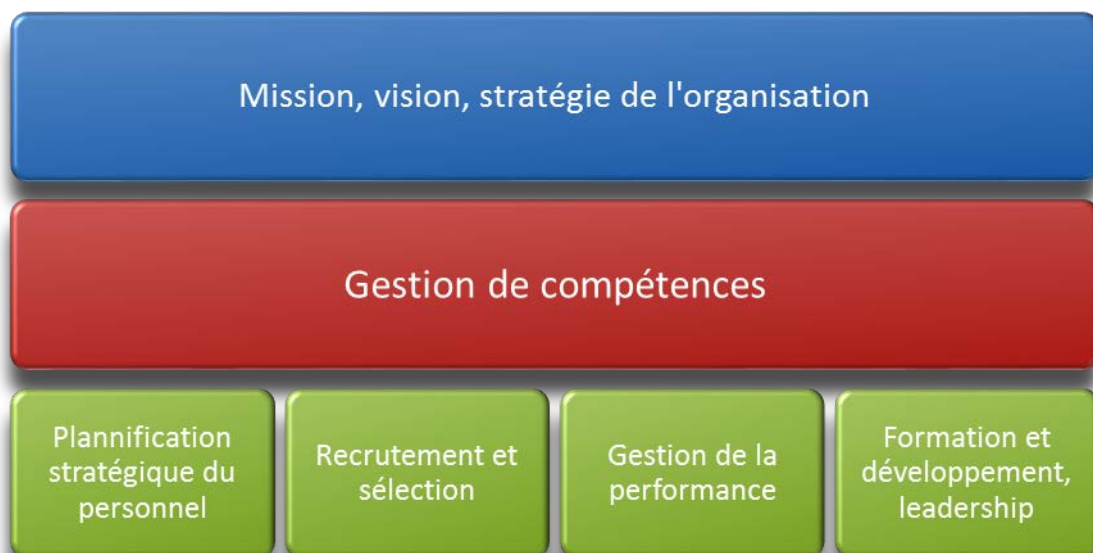 Mission, vision, stratégie de l'organisation
Gestion de compétences
Plannification
stratégique du
personnel
Recrutement et
sélection
Gestion de la
performance
Formation et
développement,
leadership